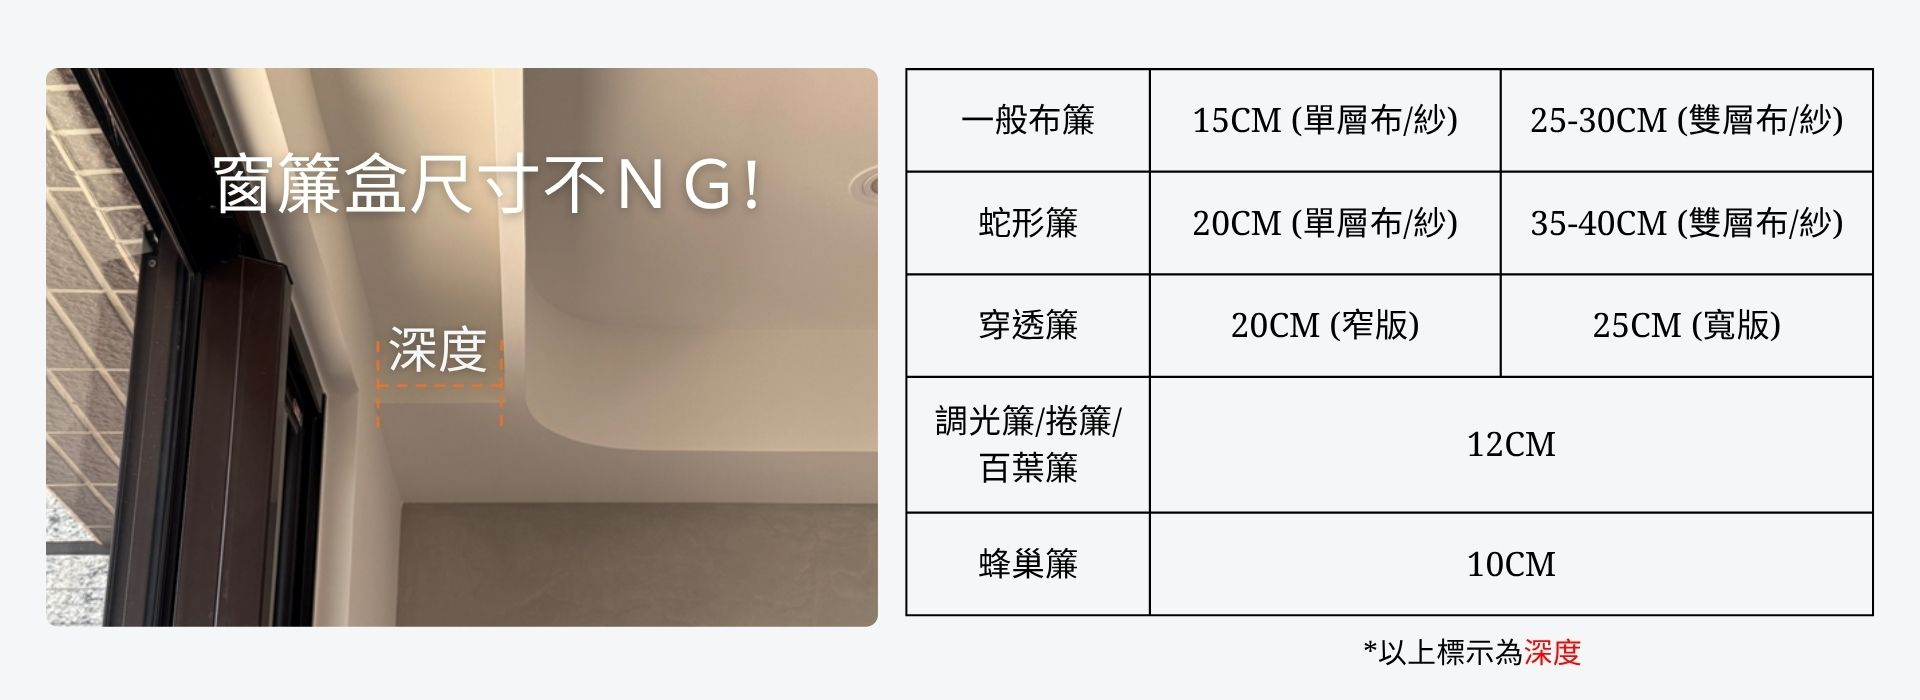 窗簾盒尺寸不ＮＧ!
深度
一般布簾 15CM (單層布/紗) 25-30CM (雙層布/紗)
蛇形簾 20CM (單層布/紗) 35-40CM (雙層布/紗)
穿透簾 20CM (窄版) 25CM (寬版)
調光簾/捲簾/
百葉簾 12CM
蜂巢簾 10CM
*以上標示為深度